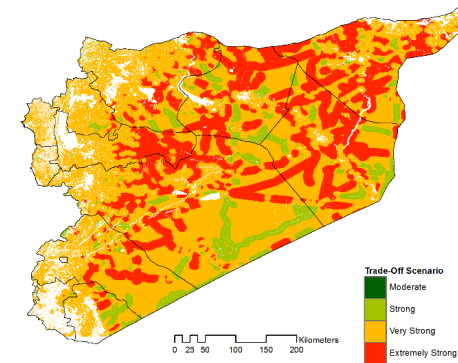 Trade-Off Scenario
Moderate
Strong
Very Strong
Extremely Strong
Kilometers
0 25 50 100 150 200